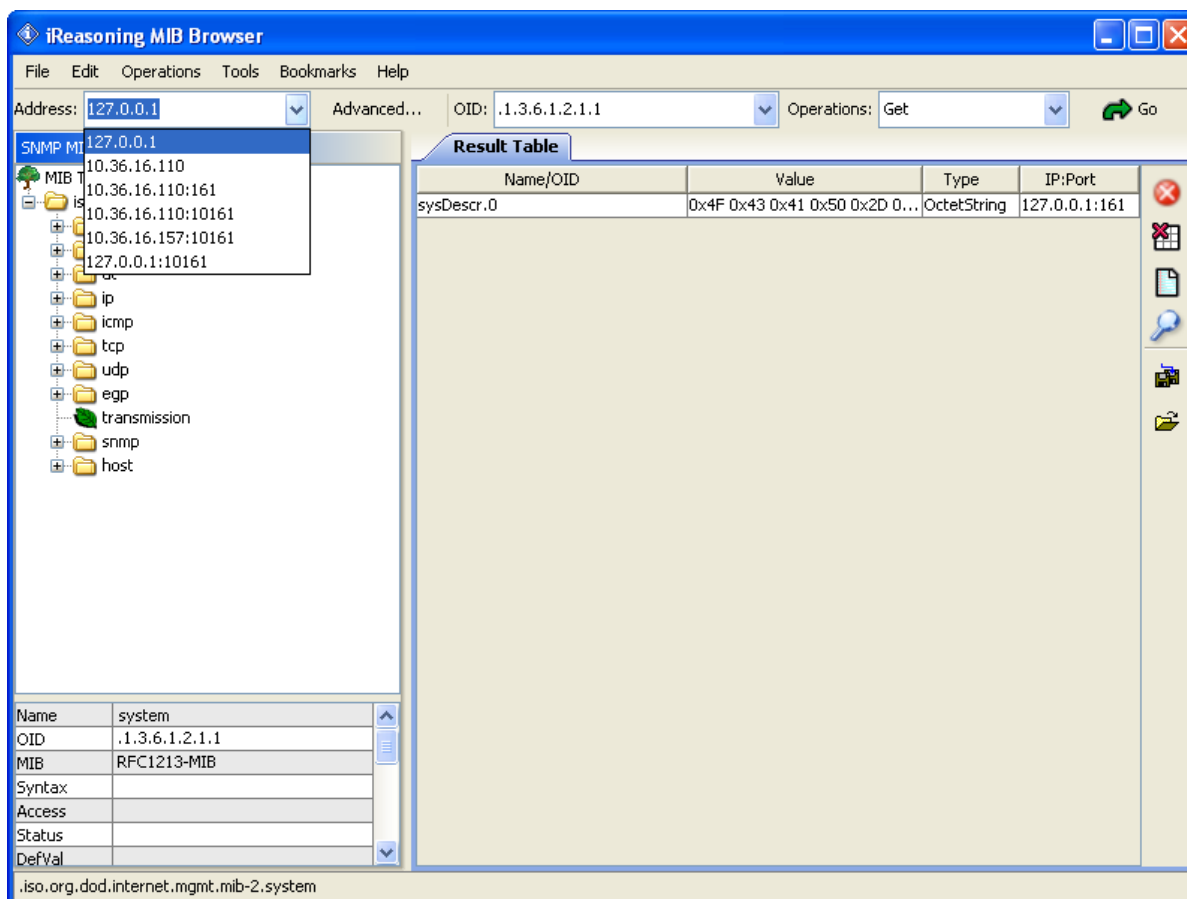 iReasoning MIB Browser
File Edit Operations Tools Bookmarks Help
Address: 127.0.0.1 Advanced... OID: .1.3.6.1.2.1.1 Operations: Get Go
127.0.0.1
10.36.16.110
10.36.16.110:161
10.36.16.110:10161
10.36.16.157:10161
127.0.0.1:10161
SNMP MI
MIB T
is
ip
icmp
tcp
udp
egp
transmission
snmp
host
Result Table
Name/OID Value Type IP:Port
sysDescr.0 0x4F 0x43 0x41 0x50 0x2D 0... OctetString 127.0.0.1:161
Name system
OID .1.3.6.1.2.1.1
MIB RFC1213-MIB
Syntax
Access
Status
DefVal
.iso.org.dod.internet.mgmt.mib-2.system